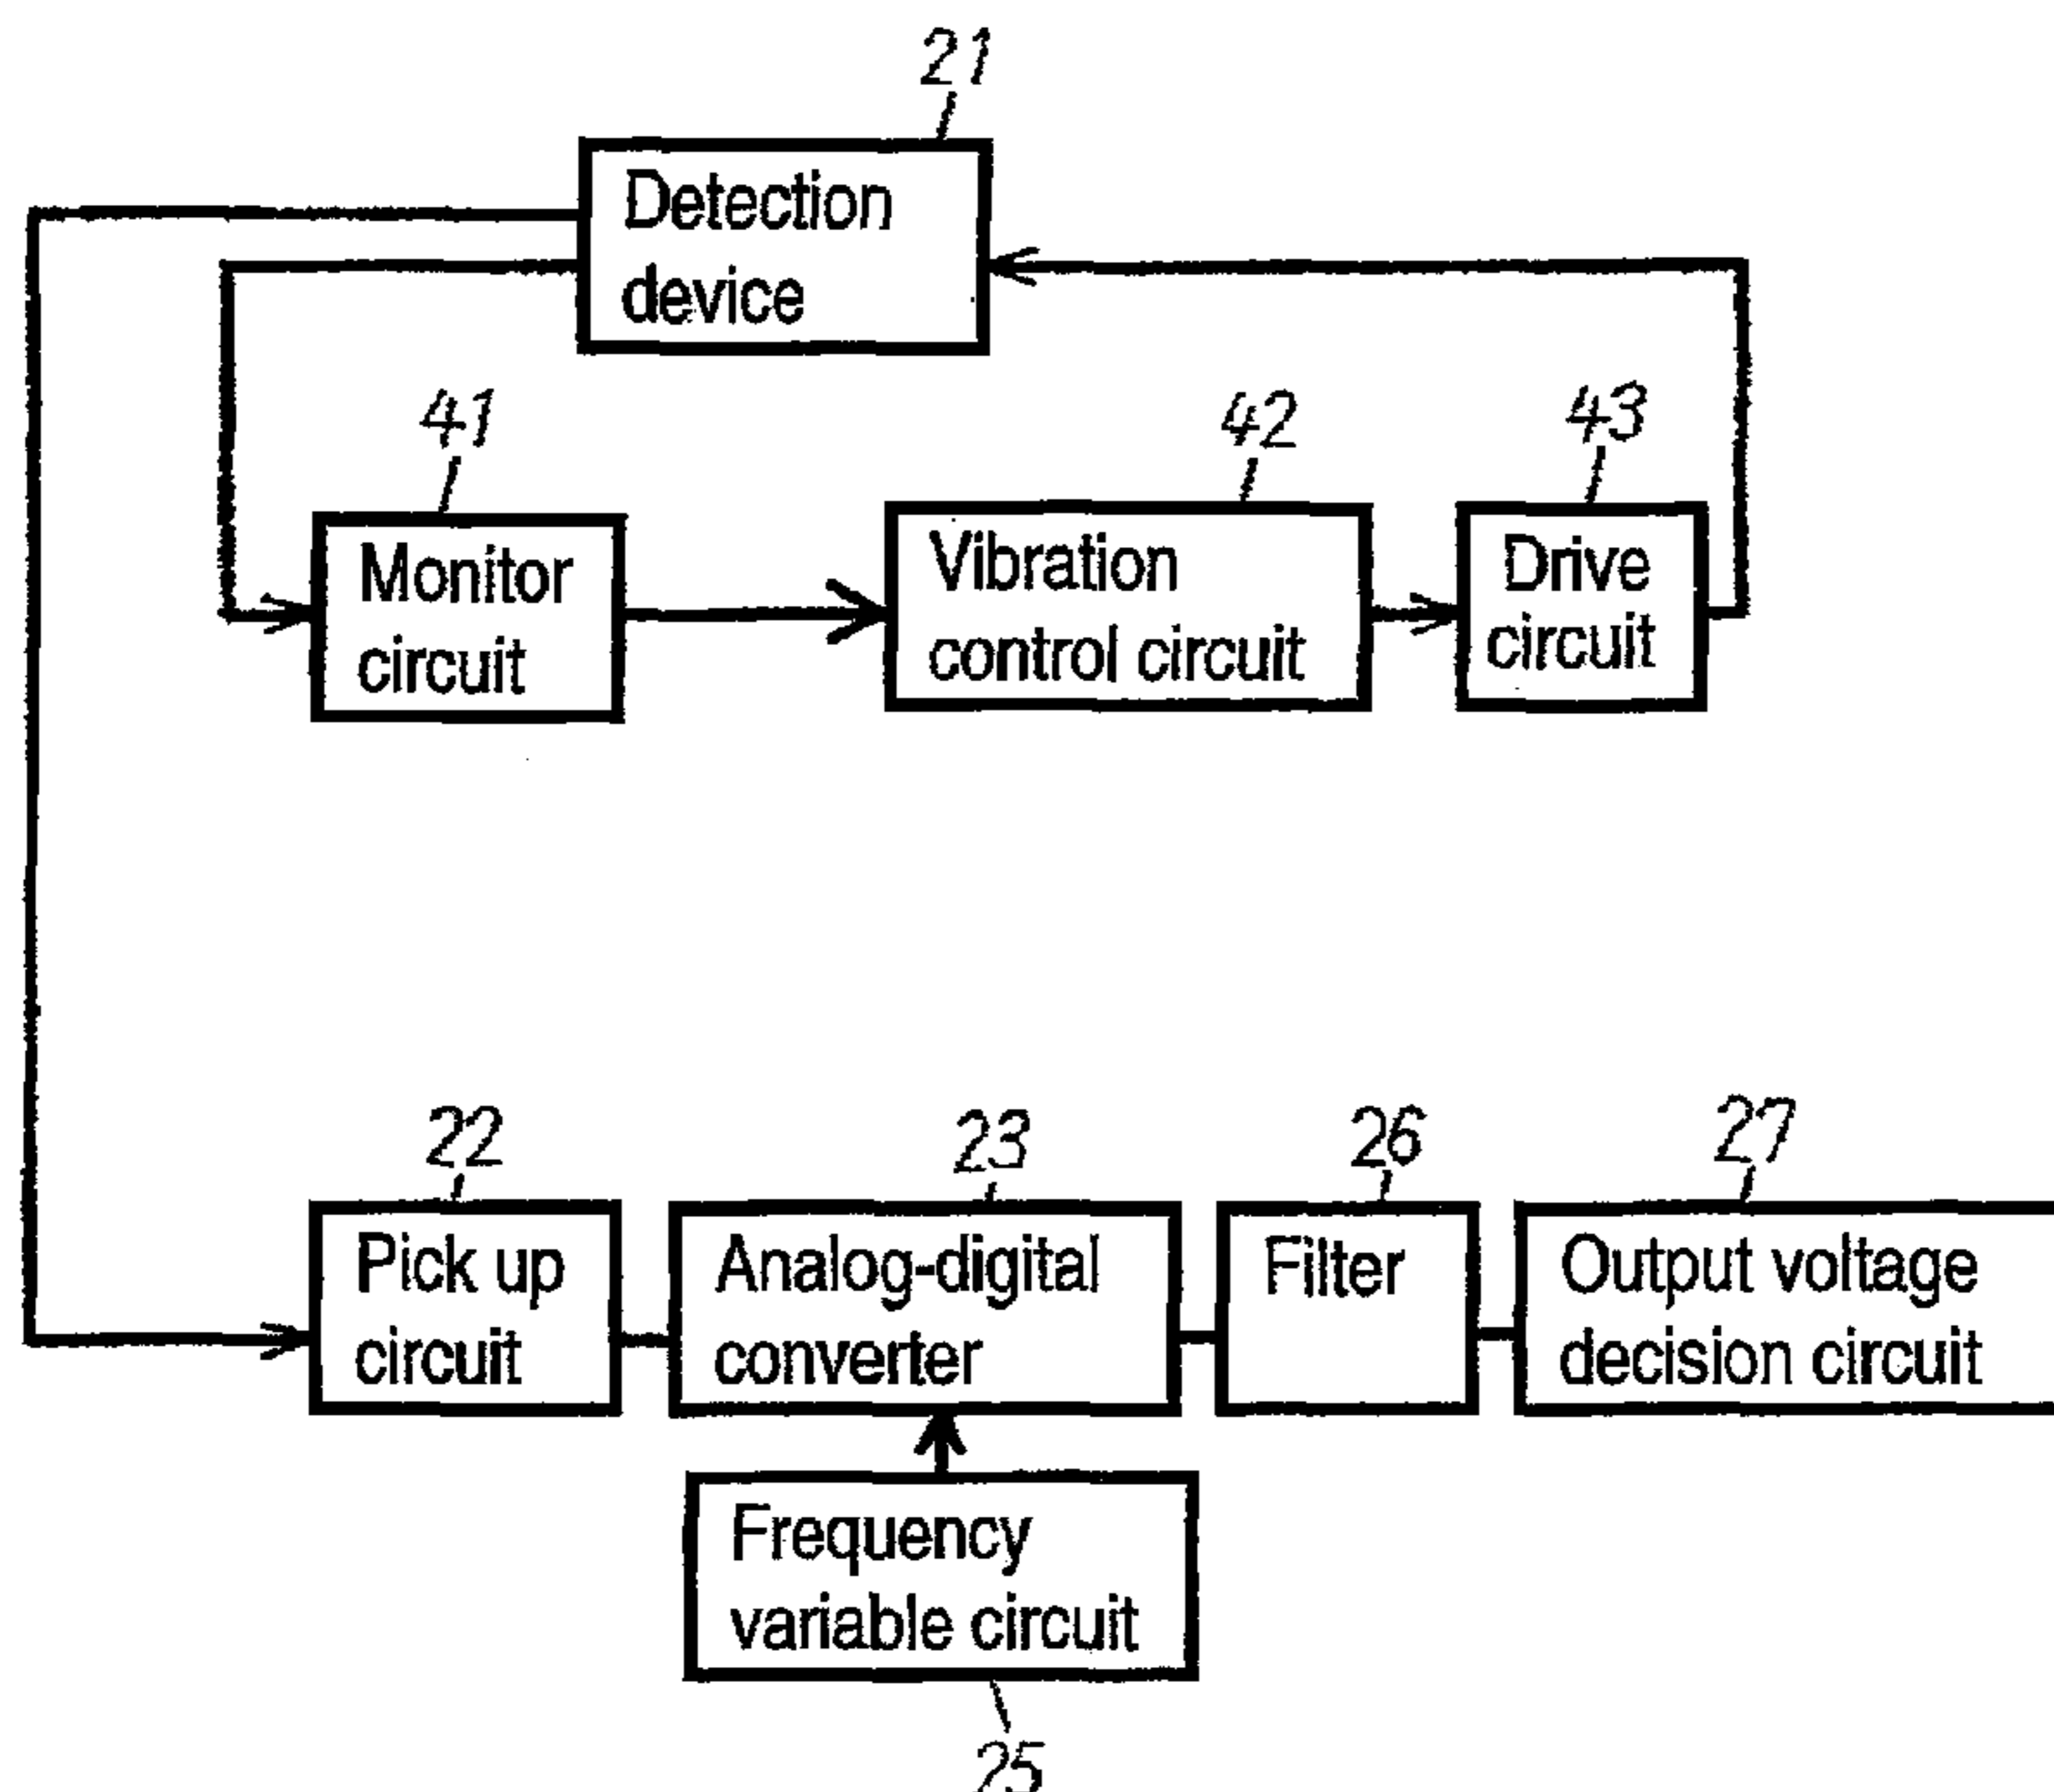 21
Detection
device
41
42
43
Monitor
circuit
Vibration
control circuit
Drive
circuit
22
23
26
27
Pick up
circuit
Analog-digital
converter
Filter
Output voltage
decision circuit
Frequency
variable circuit
25